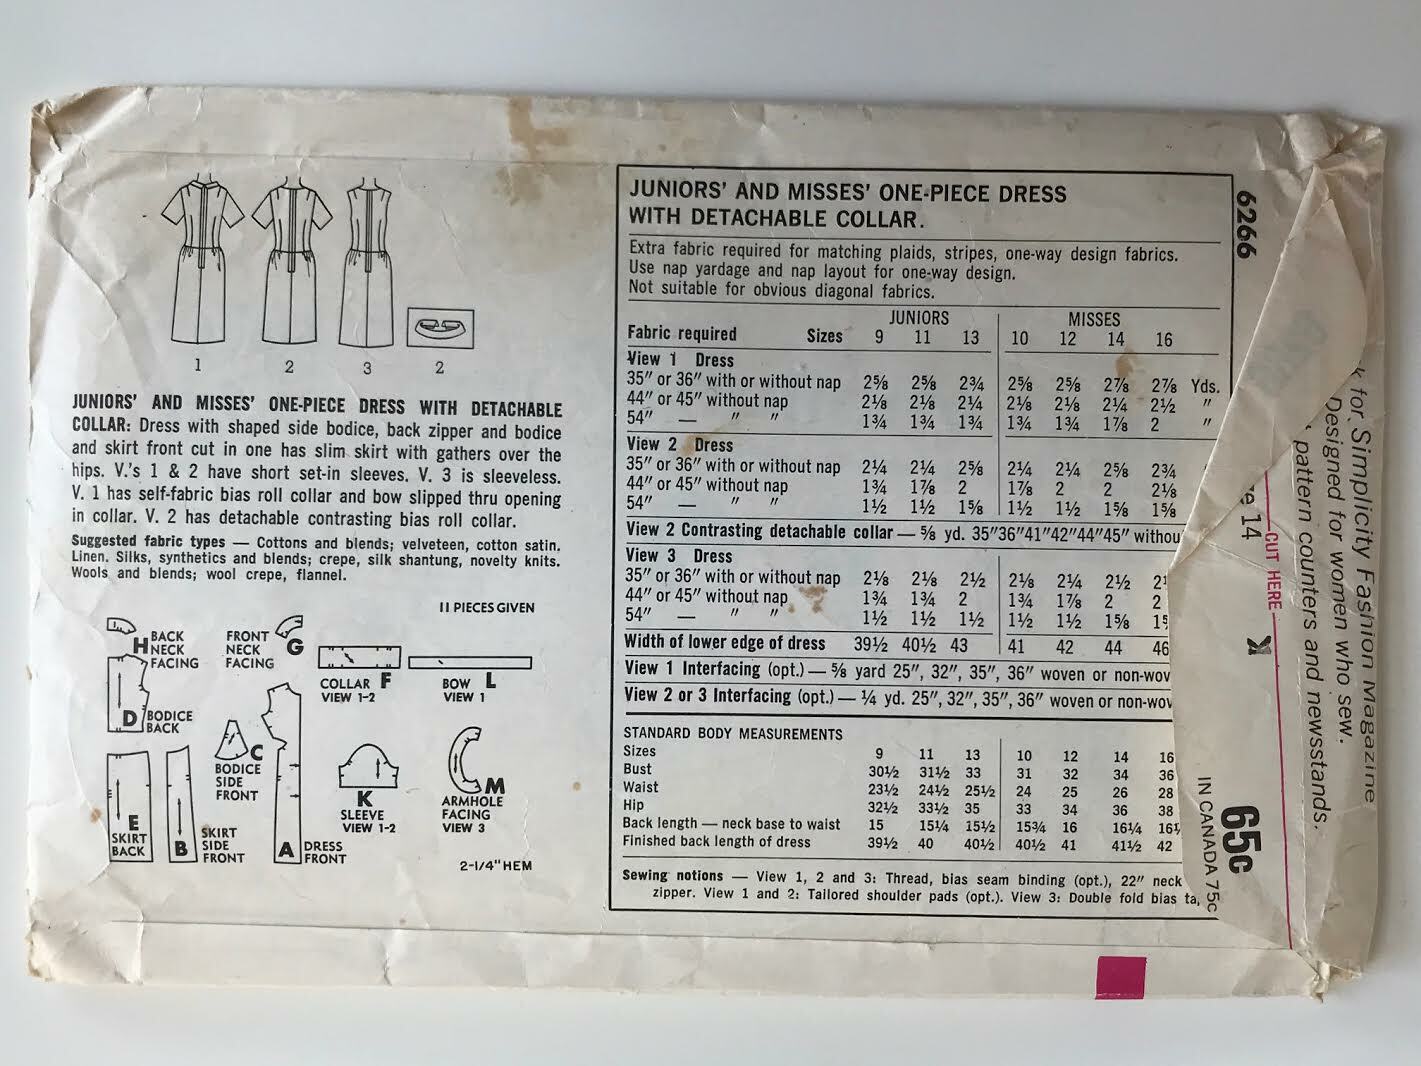 1 2 3 2
JUNIORS' AND MISSES' ONE-PIECE DRESS WITH DETACHABLE
COLLAR: Dress with shaped side bodice, back zipper and bodice
and skirt front cut in one has slim skirt with gathers over the
hips. V.'s 1 & 2 have short set-in sleeves. V. 3 is sleeveless.
V. 1 has self-fabric bias roll collar and bow slipped thru opening
in collar. V. 2 has detachable contrasting bias roll collar.
Suggested fabric types — Cottons and blends; velveteen, cotton satin.
Linen. Silks, synthetics and blends; crepe, silk shantung, novelty knits.
Wools and blends; wool crepe, flannel.
11 PIECES GIVEN
H BACK
NECK
FACING
FRONT
NECK
FACING
G
COLLAR F
VIEW 1-2
BOW L
VIEW 1
D BODICE
BACK
C
BODICE
SIDE
FRONT
K
SLEEVE
VIEW 1-2
M
ARMHOLE
FACING
VIEW 3
E
SKIRT
BACK
B SKIRT
SIDE
FRONT
A DRESS
FRONT
2-1/4" HEM
JUNIORS' AND MISSES' ONE-PIECE DRESS
WITH DETACHABLE COLLAR.
Extra fabric required for matching plaids, stripes, one-way design fabrics.
Use nap yardage and nap layout for one-way design.
Not suitable for obvious diagonal fabrics.
JUNIORS MISSES
Fabric required Sizes 9 11 13 10 12 14 16
View 1 Dress
35" or 36" with or without nap 2⅝ 2⅝ 2¾ 2⅝ 2⅝ 2⅞ 2⅞ Yds.
44" or 45" without nap 2⅛ 2⅛ 2¼ 2⅛ 2⅛ 2¼ 2½ "
54" — " " 1¾ 1¾ 1¾ 1¾ 1¾ 1⅞ 2 "
View 2 Dress
35" or 36" with or without nap 2¼ 2¼ 2⅝ 2¼ 2¼ 2⅝ 2¾
44" or 45" without nap 1¾ 1⅞ 2 1⅞ 2 2 2⅛
54" — " " 1½ 1½ 1⅝ 1½ 1½ 1⅝ 1⅝
View 2 Contrasting detachable collar — ⅝ yd. 35"36"41"42"44"45" withou
View 3 Dress
35" or 36" with or without nap 2⅛ 2⅛ 2½ 2⅛ 2¼ 2½
44" or 45" without nap 1¾ 1¾ 2 1¾ 1⅞ 2 2
54" — " " 1½ 1½ 1½ 1½ 1½ 1⅝
Width of lower edge of dress 39½ 40½ 43 41 42 44 46
View 1 Interfacing (opt.) — ⅝ yard 25", 32", 35", 36" woven or non-wov
View 2 or 3 Interfacing (opt.) — ¼ yd. 25", 32", 35", 36" woven or non-wov
STANDARD BODY MEASUREMENTS
Sizes 9 11 13 10 12 14 16
Bust 30½ 31½ 33 31 32 34 36
Waist 23½ 24½ 25½ 24 25 26 28
Hip 32½ 33½ 35 33 34 36 38
Back length — neck base to waist 15 15¼ 15½ 15¾ 16 16¼ 16
Finished back length of dress 39½ 40 40½ 40½ 41 41½ 42
Sewing notions — View 1, 2 and 3: Thread, bias seam binding (opt.), 22" neck
zipper. View 1 and 2: Tailored shoulder pads (opt.). View 3: Double fold bias ta
6266
14
CUT HERE
K
65c
IN CANADA 75c
k for Simplicity Fashion Magazine
Designed for women who sew.
pattern counters and newsstands.